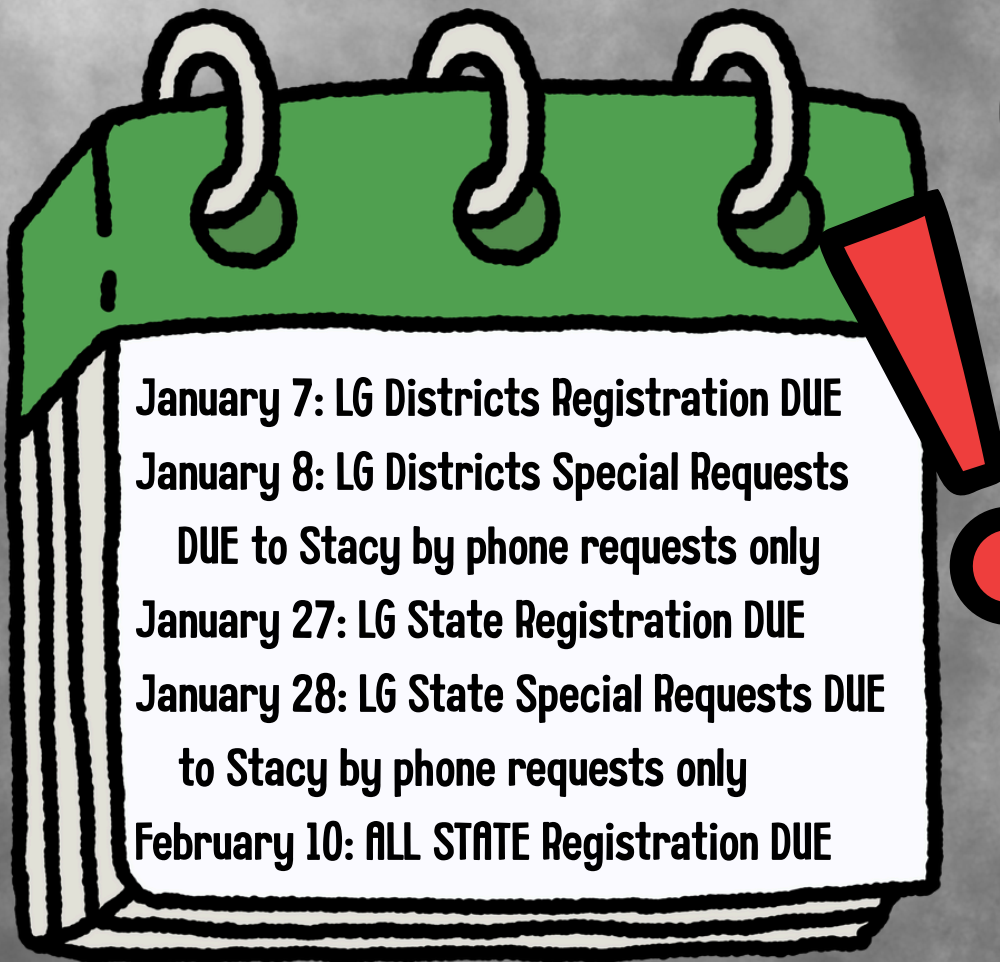 January 7: LG Districts Registration DUE
January 8: LG Districts Special Requests
DUE to Stacy by phone requests only
January 27: LG State Registration DUE
January 28: LG State Special Requests DUE
to Stacy by phone requests only
February 10: ALL STATE Registration DUE